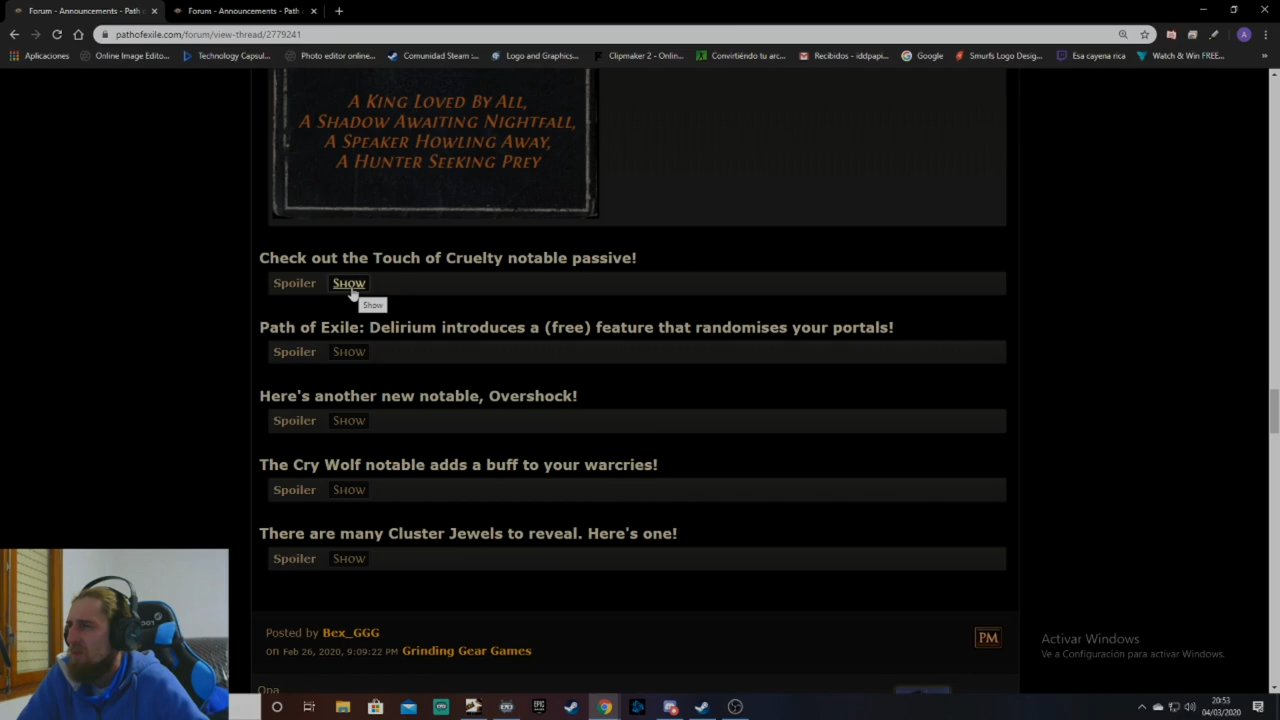 Forum - Announcements - Path
Forum - Announcements - Path
pathofexile.com/forum/view-thread/2779241
Aplicaciones
Online Image Edito...
Technology Capsul...
Photo editor online...
Comunidad Steam :...
Logo and Graphics...
Clipmaker 2 - Onlin...
Convirtiéndo tu arc...
Recibidos - iddpapi...
Google
Smurfs Logo Desig...
Esa cayena rica
Watch & Win FREE...
A King Loved By All,
A Shadow Awaiting Nightfall,
A Speaker Howling Away,
A Hunter Seeking Prey
Check out the Touch of Cruelty notable passive!
Spoiler Show
Show
Path of Exile: Delirium introduces a (free) feature that randomises your portals!
Spoiler Show
Here's another new notable, Overshock!
Spoiler Show
The Cry Wolf notable adds a buff to your warcries!
Spoiler Show
There are many Cluster Jewels to reveal. Here's one!
Spoiler Show
Posted by Bex_GGG
on Feb 26, 2020, 9:09:22 PM Grinding Gear Games
PM
Activar Windows
Ve a Configuración para activar Windows.
20:53
04/03/2020